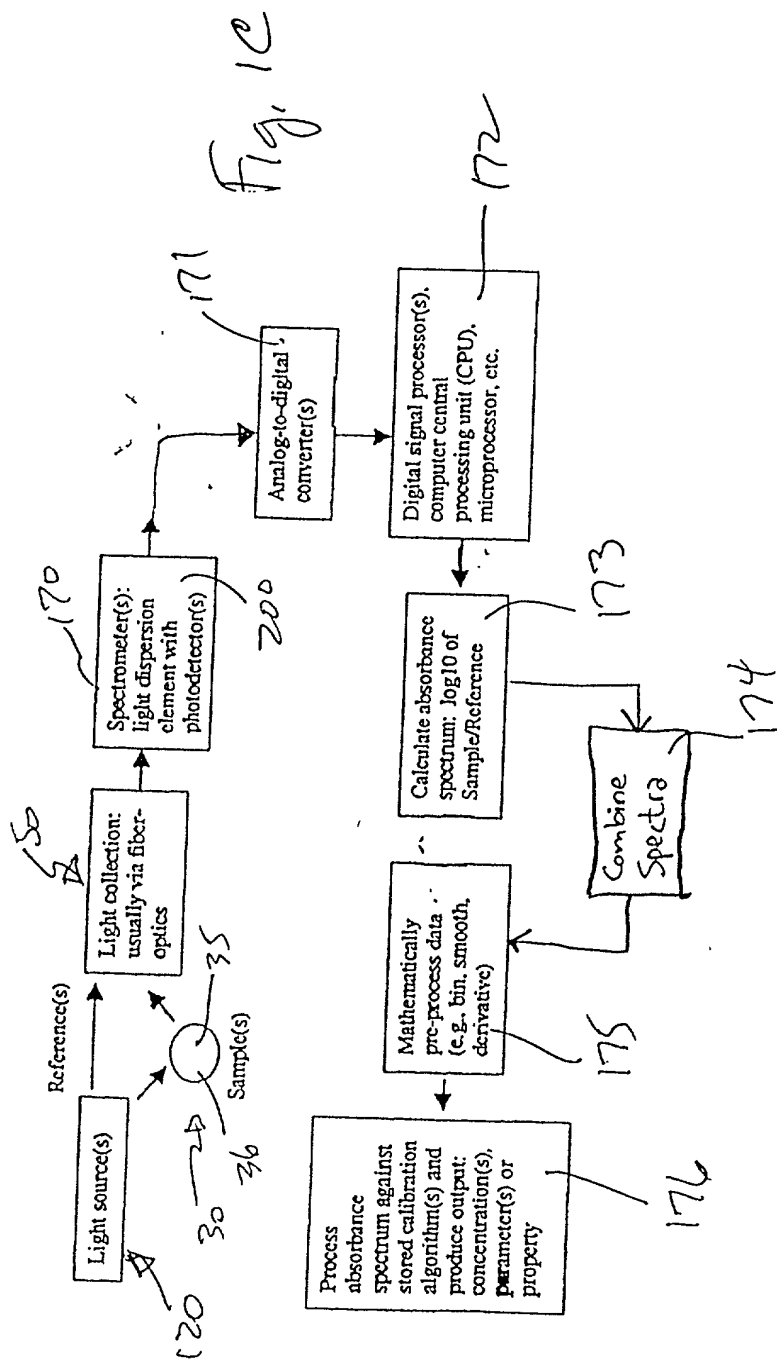 Fig. 1C
120
Light source(s)
Reference(s)
30
36
35
Sample(s)
50
Light collection:
usually via fiber-
optics
170
Spectrometer(s):
light dispersion
element with
photodetector(s)
200
171
Analog-to-digital
converter(s)
Digital signal processor(s),
computer central
processing unit (CPU),
microprocessor, etc.
172
Calculate absorbance
spectrum: log10 of
Sample/Reference
173
Combine
Spectra
174
Mathematically
pre-process data
(e.g., bin, smooth,
derivative)
175
Process
absorbance
spectrum against
stored calibration
algorithm(s) and
produce output:
concentration(s),
parameter(s) or
property
176